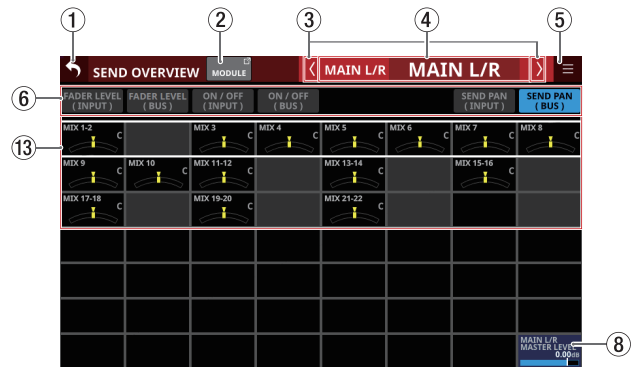 ① ② ③ ④ ⑤
SEND OVERVIEW MODULE MAIN L/R MAIN L/R
⑥
FADER LEVEL FADER LEVEL ON / OFF ON / OFF SEND PAN SEND PAN
( INPUT ) ( BUS ) ( INPUT ) ( BUS ) ( INPUT ) ( BUS )
⑬
MIX 1-2 MIX 3 MIX 4 MIX 5 MIX 6 MIX 7 MIX 8
C C C C C C C
MIX 9 MIX 10 MIX 11-12 MIX 13-14 MIX 15-16
C C C C C
MIX 17-18 MIX 19-20 MIX 21-22
C C C
MAIN L/R
MASTER LEVEL
0.00dB
⑧